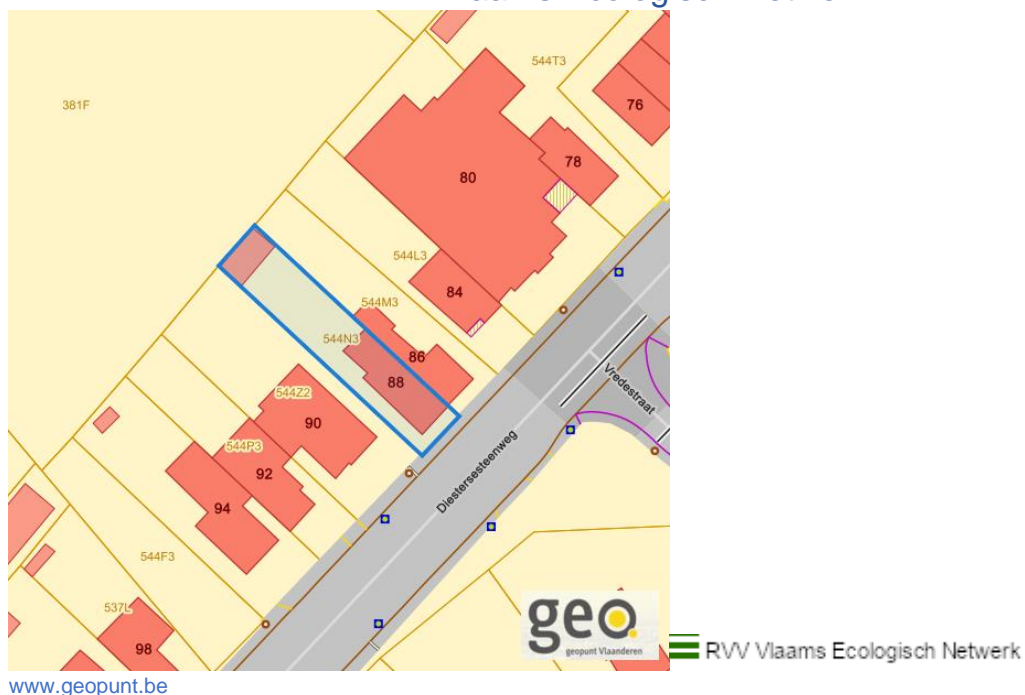 544T3
381F
76
78
80
544L3
84
544M3
544N3
86
88
Vredestraat
544Z2
90
Diestersesteenweg
544P3
92
94
544F3
537L
98
geo.
geopunt Vlaanderen
RVV Vlaams Ecologisch Netwerk
www.geopunt.be